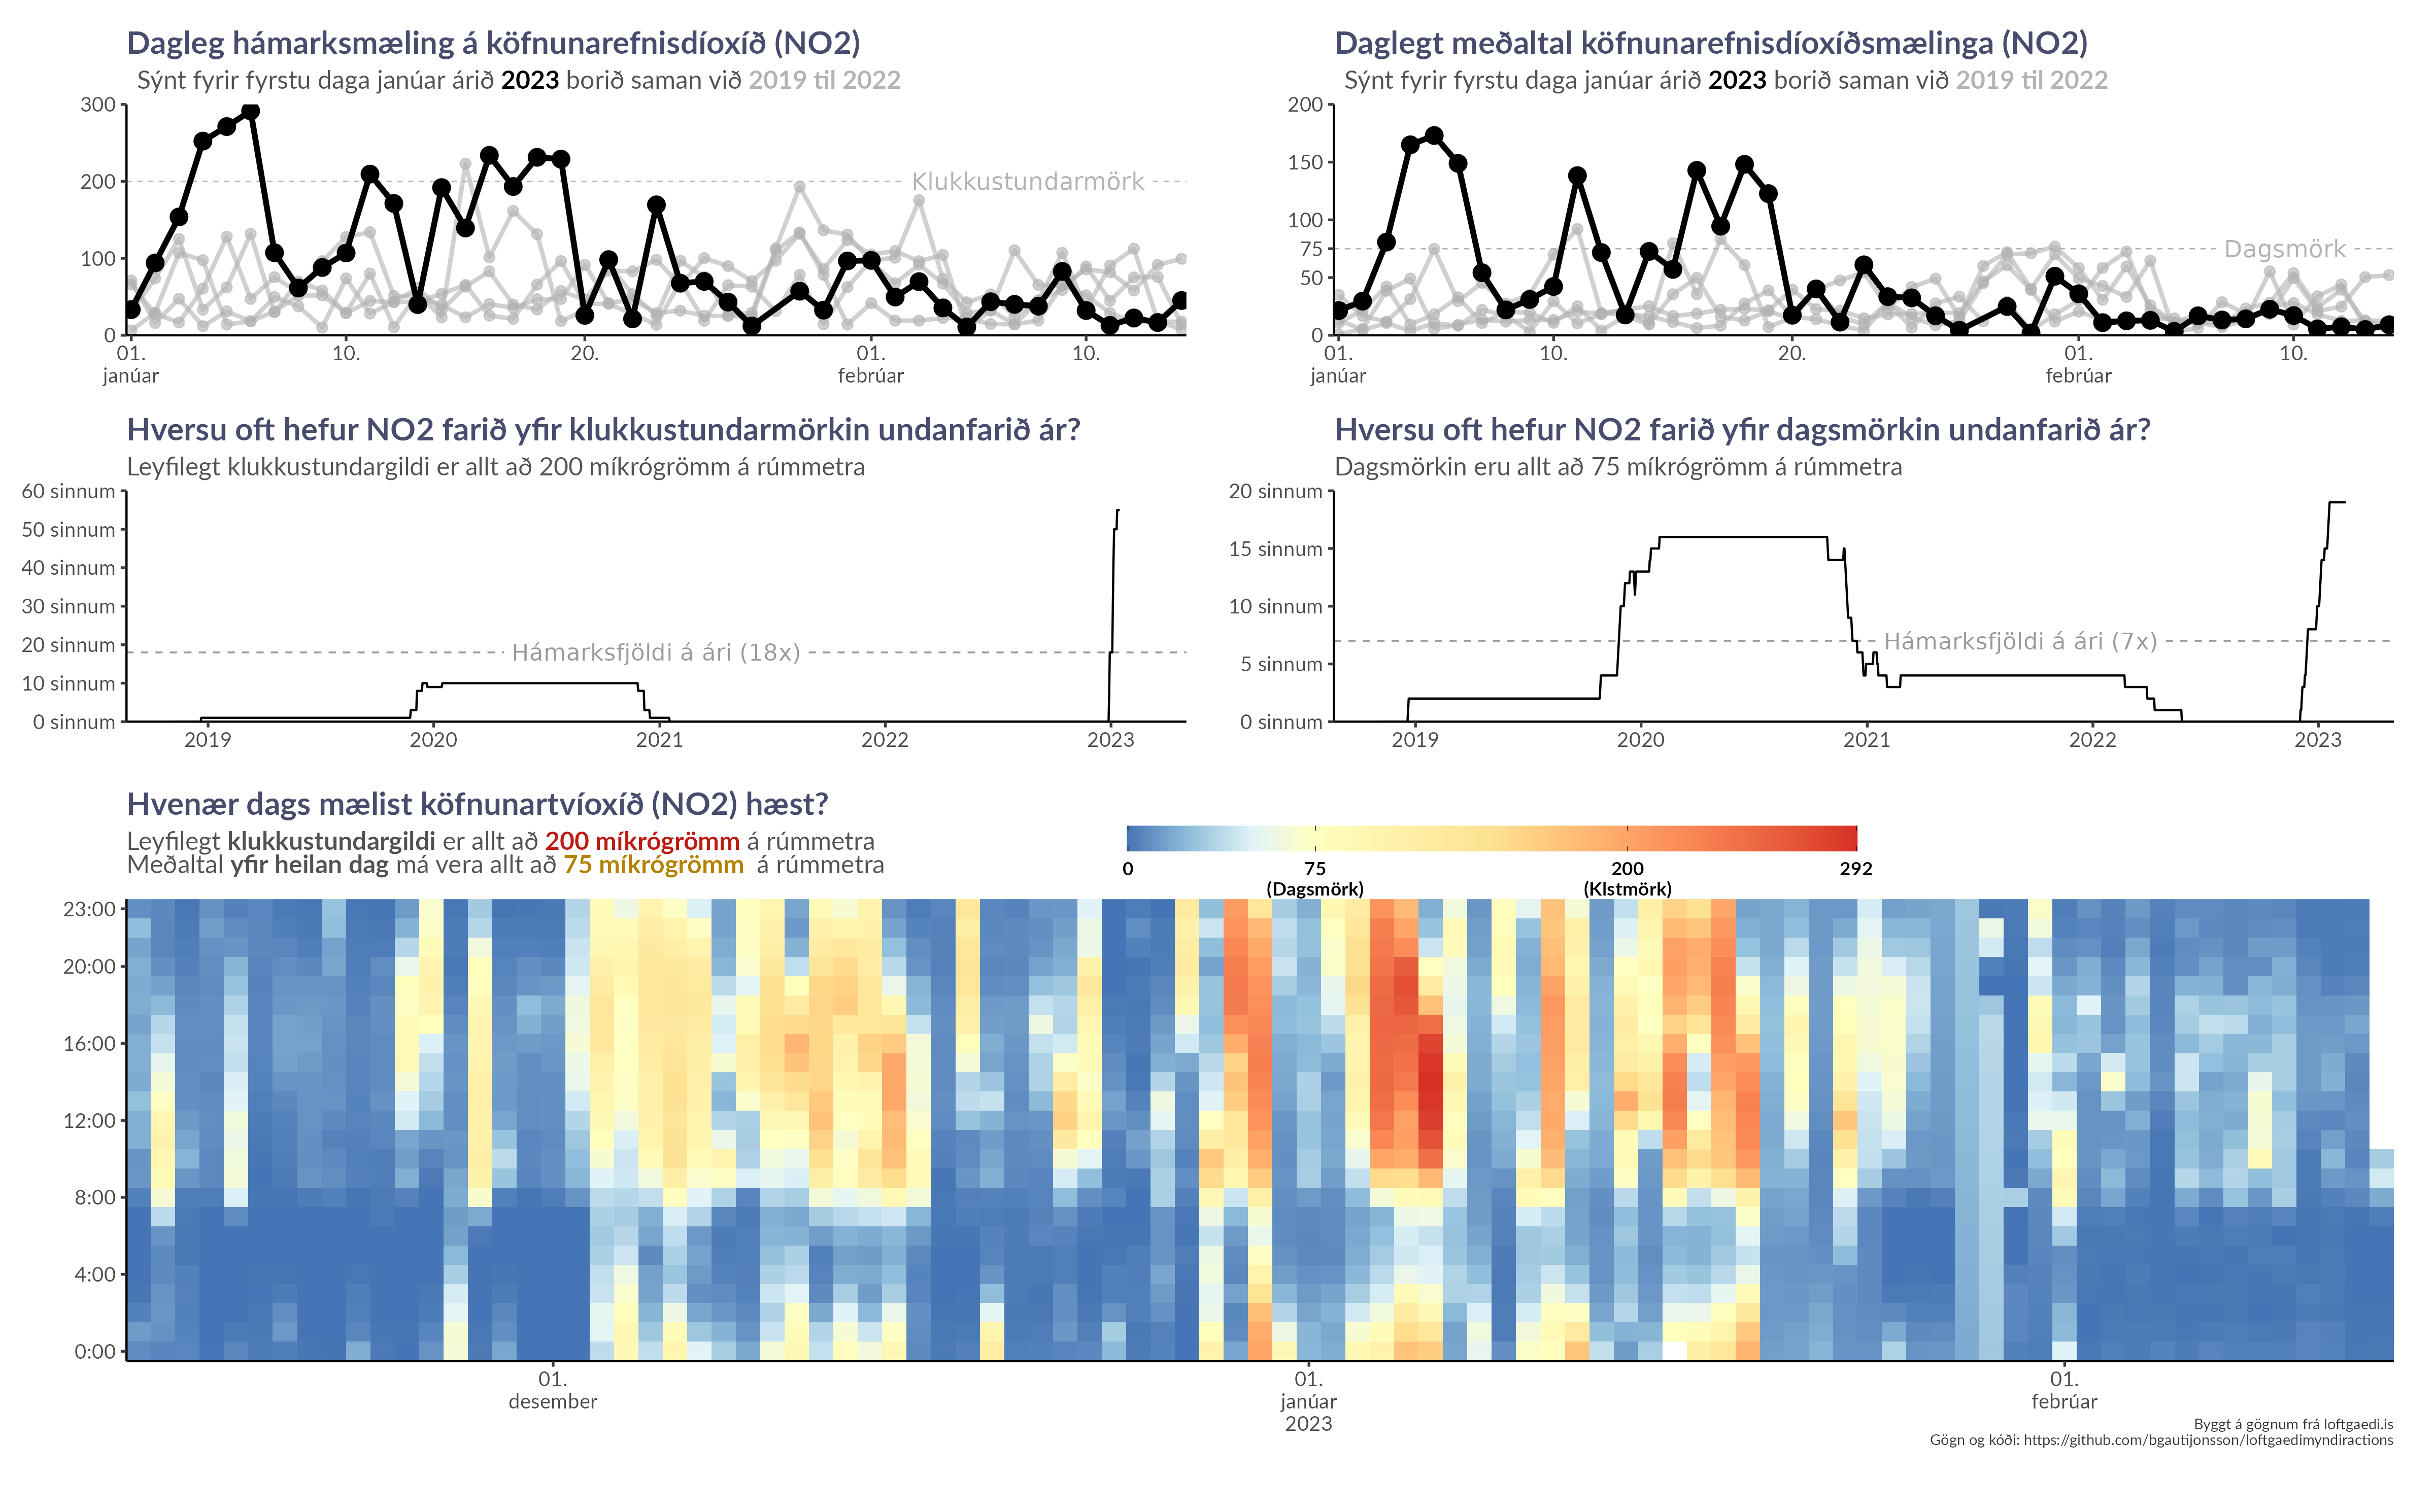 Dagleg hámarksmæling á köfnunarefnisdíoxíð (NO2)
Sýnt fyrir fyrstu daga janúar árið 2023 borið saman við 2019 til 2022
300
200
100
0
Klukkustundarmörk
01. 10. 20. 01. 10.
janúar febrúar
Daglegt meðaltal köfnunarefnisdíoxíðsmælinga (NO2)
Sýnt fyrir fyrstu daga janúar árið 2023 borið saman við 2019 til 2022
200
150
100
75
50
0
Dagsmörk
01. 10. 20. 01. 10.
janúar febrúar
Hversu oft hefur NO2 farið yfir klukkustundarmörkin undanfarið ár?
Leyfilegt klukkustundargildi er allt að 200 míkrógrömm á rúmmetra
60 sinnum
50 sinnum
40 sinnum
30 sinnum
20 sinnum
10 sinnum
0 sinnum
Hámarksfjöldi á ári (18x)
2019 2020 2021 2022 2023
Hversu oft hefur NO2 farið yfir dagsmörkin undanfarið ár?
Dagsmörkin eru allt að 75 míkrógrömm á rúmmetra
20 sinnum
15 sinnum
10 sinnum
5 sinnum
0 sinnum
Hámarksfjöldi á ári (7x)
2019 2020 2021 2022 2023
Hvenær dags mælist köfnunartvíoxíð (NO2) hæst?
Leyfilegt klukkustundargildi er allt að 200 míkrógrömm á rúmmetra
Meðaltal yfir heilan dag má vera allt að 75 míkrógrömm á rúmmetra
0 75 200 292
(Dagsmörk) (Klstmörk)
23:00
20:00
16:00
12:00
8:00
4:00
0:00
01. 01. 01.
desember janúar febrúar
2023
Byggt á gögnum frá loftgaedi.is
Gögn og kóði: https://github.com/bgautijonsson/loftgaedimyndiractions